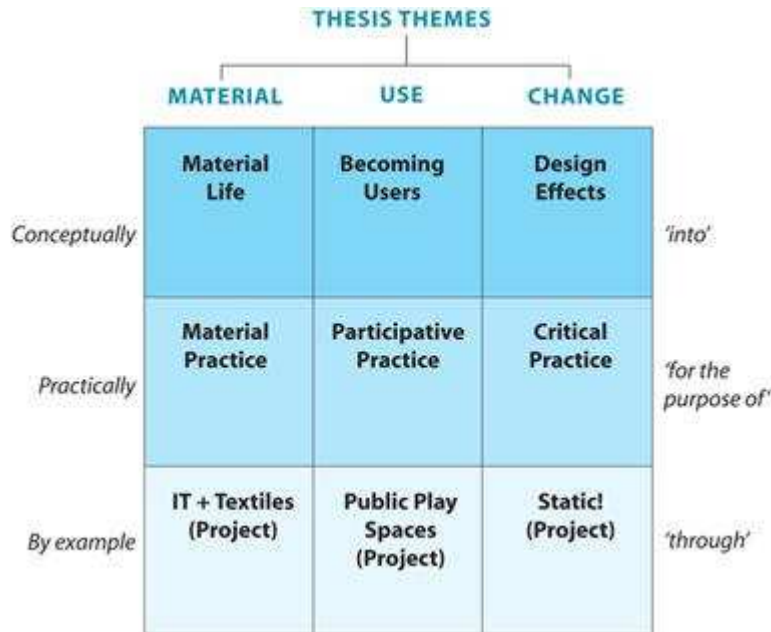 THESIS THEMES
MATERIAL
USE
CHANGE
Material
Life
Becoming
Users
Design
Effects
Conceptually
'into'
Material
Practice
Participative
Practice
Critical
Practice
Practically
'for the
purpose of'
IT + Textiles
(Project)
Public Play
Spaces
(Project)
Static!
(Project)
By example
'through'